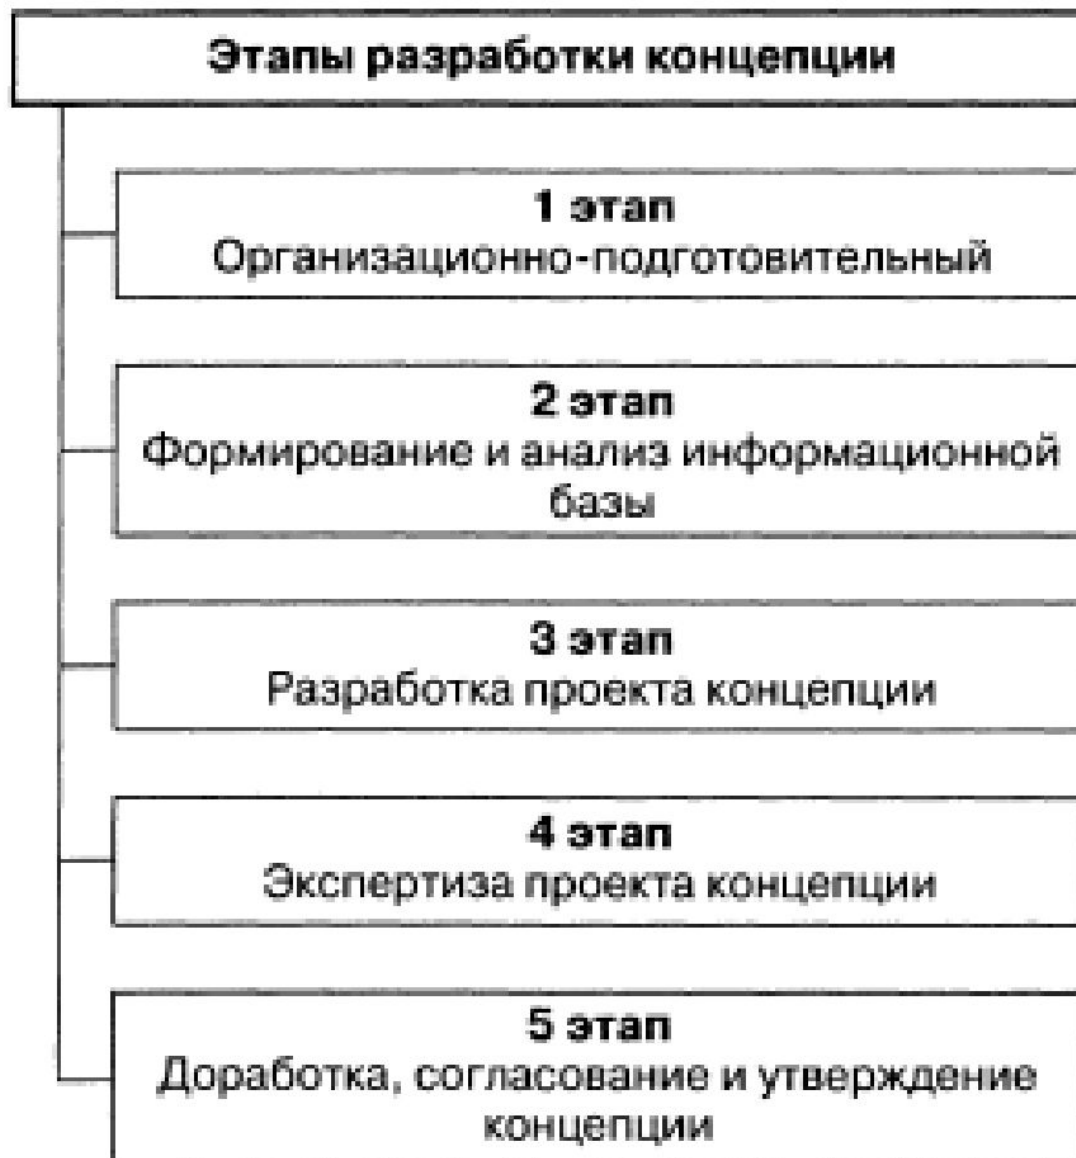 Этапы разработки концепции
1 этап
Организационно-подготовительный
2 этап
Формирование и анализ информационной
базы
3 этап
Разработка проекта концепции
4 этап
Экспертиза проекта концепции
5 этап
Доработка, согласование и утверждение
концепции